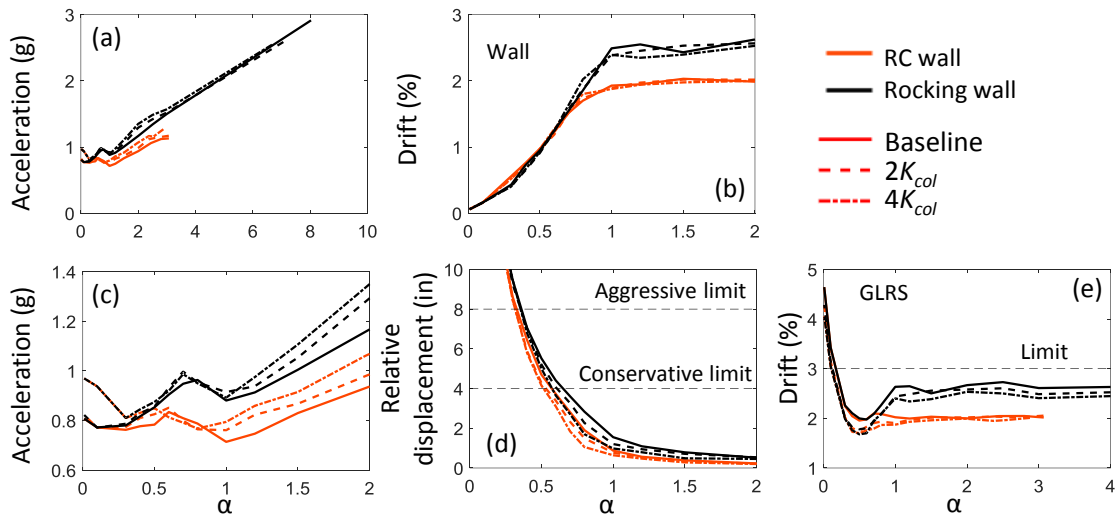 (a)
Acceleration (g)
3
2
1
0
0 2 4 6 8 10
Wall
(b)
Drift (%)
3
2
1
0
0 0.5 1 1.5 2
RC wall
Rocking wall
Baseline
2Kcol
4Kcol
(c)
Acceleration (g)
1.4
1.2
1.0
0.8
0.6
0 0.5 1 1.5 2
α
Relative
displacement (in)
10
8
6
4
2
0
Aggressive limit
Conservative limit
(d)
0 0.5 1 1.5 2
α
GLRS
(e)
Drift (%)
5
4
3
2
1
Limit
0 1 2 3 4
α